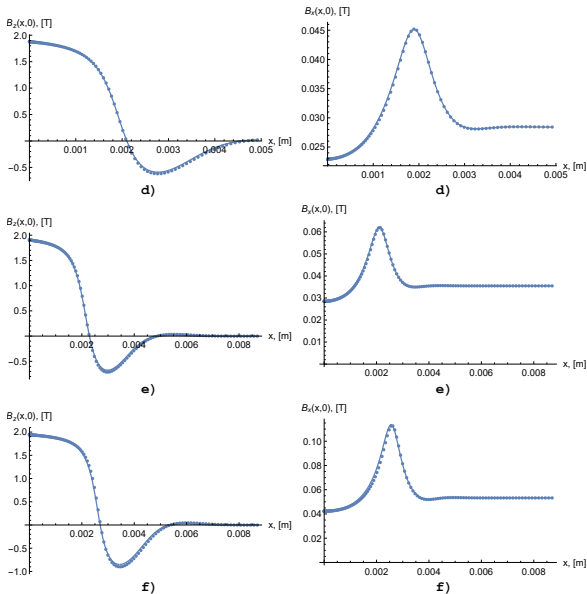 B_z(x,0), [T]
2.0
1.5
1.0
0.5
−0.5
0.001 0.002 0.003 0.004 0.005
x, [m]
d)
B_x(x,0), [T]
0.045
0.040
0.035
0.030
0.025
0.001 0.002 0.003 0.004 0.005
x, [m]
d)
B_z(x,0), [T]
2.0
1.5
1.0
0.5
−0.5
0.002 0.004 0.006 0.008
x, [m]
e)
B_x(x,0), [T]
0.06
0.05
0.04
0.03
0.02
0.01
0.002 0.004 0.006 0.008
x, [m]
e)
B_z(x,0), [T]
2.0
1.5
1.0
0.5
−0.5
−1.0
0.002 0.004 0.006 0.008
x, [m]
f)
B_x(x,0), [T]
0.10
0.08
0.06
0.04
0.02
0.002 0.004 0.006 0.008
x, [m]
f)